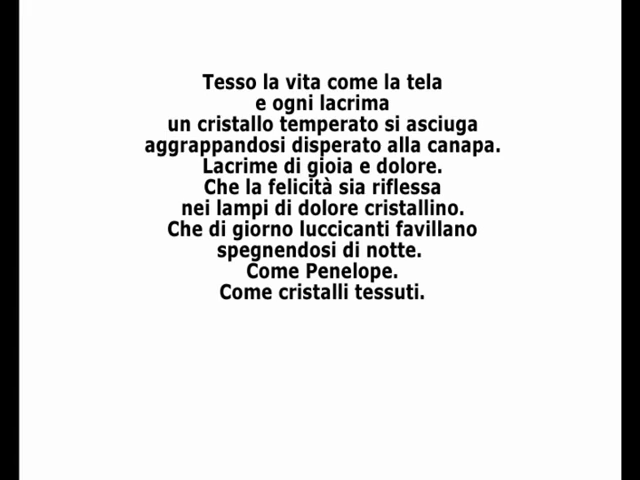 Tesso la vita come la tela
e ogni lacrima
un cristallo temperato si asciuga
aggrappandosi disperato alla canapa.
Lacrime di gioia e dolore.
Che la felicità sia riflessa
nei lampi di dolore cristallino.
Che di giorno luccicanti favillano
spegnendosi di notte.
Come Penelope.
Come cristalli tessuti.